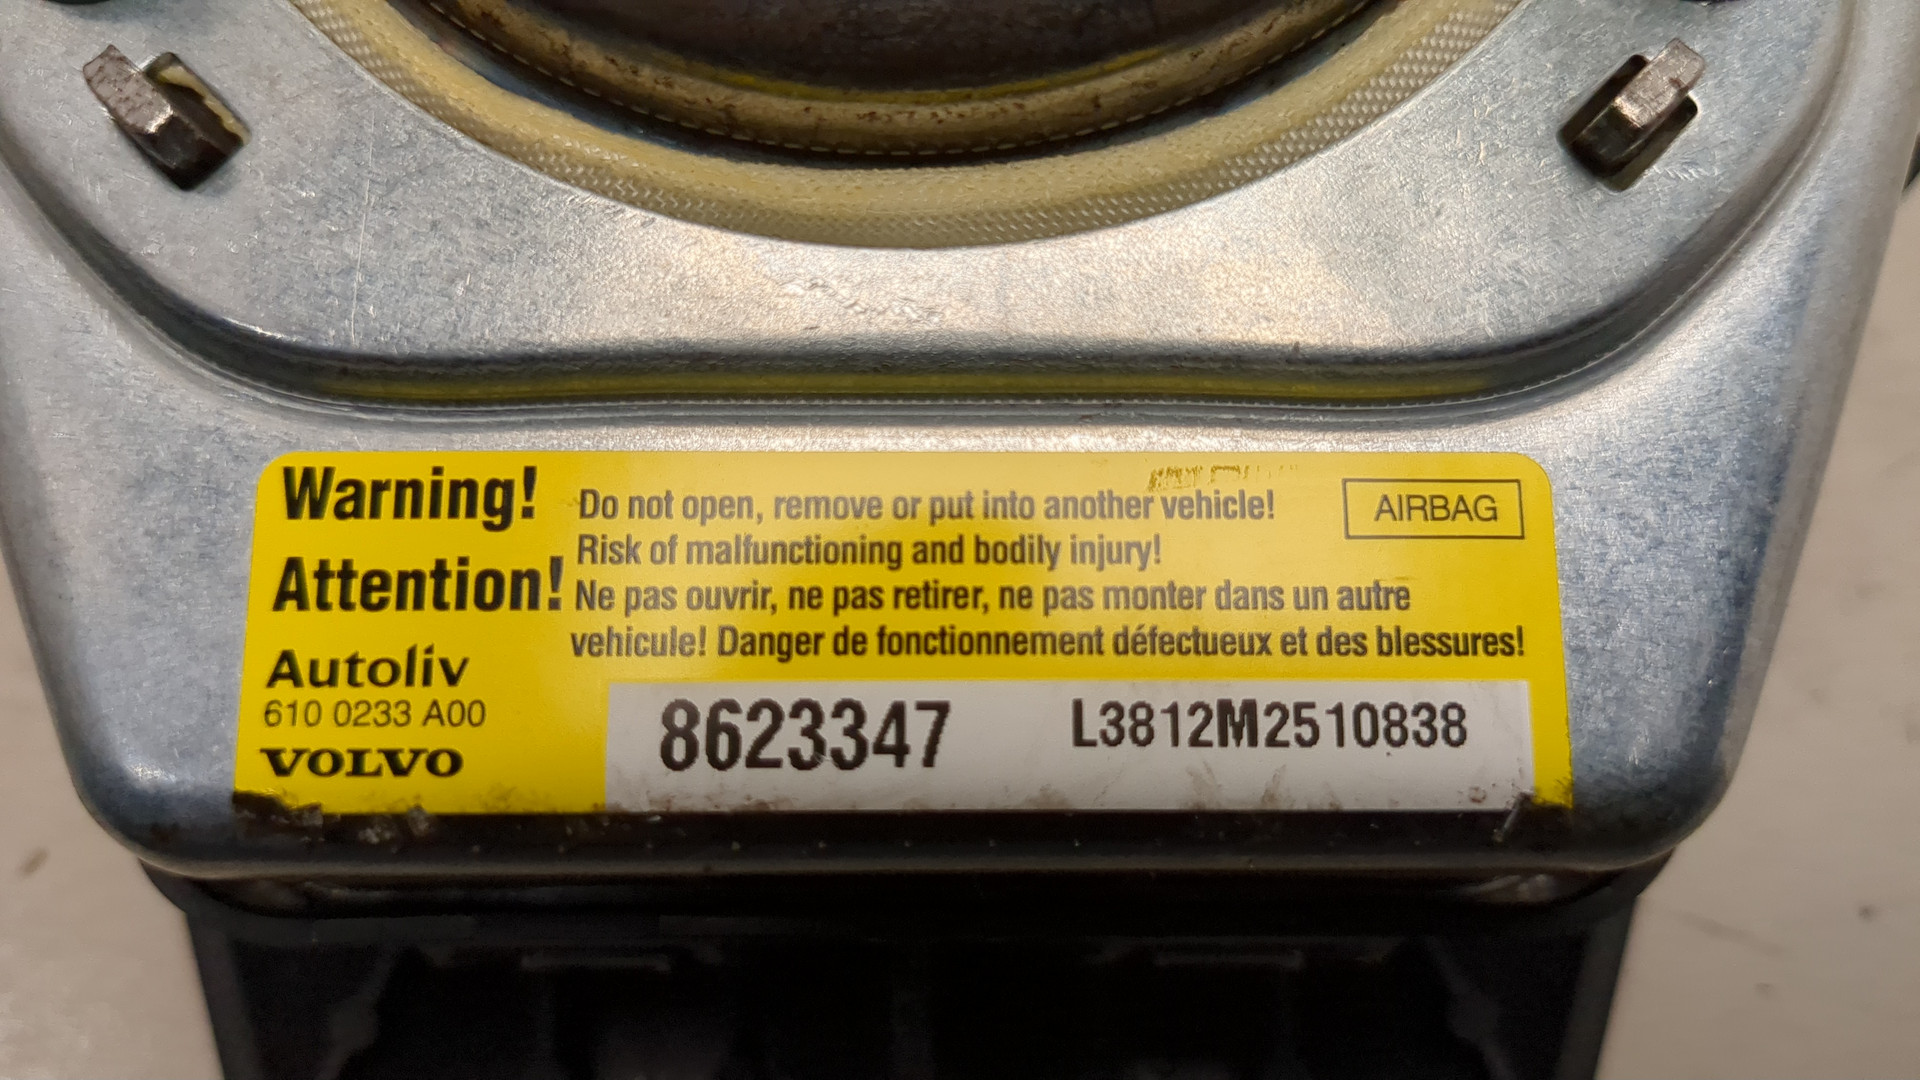 Warning!
Do not open, remove or put into another vehicle!
AIRBAG
Risk of malfunctioning and bodily injury!
Attention!
Ne pas ouvrir, ne pas retirer, ne pas monter dans un autre
vehicule! Danger de fonctionnement défectueux et des blessures!
Autoliv
610 0233 A00
VOLVO
8623347
L3812M2510838